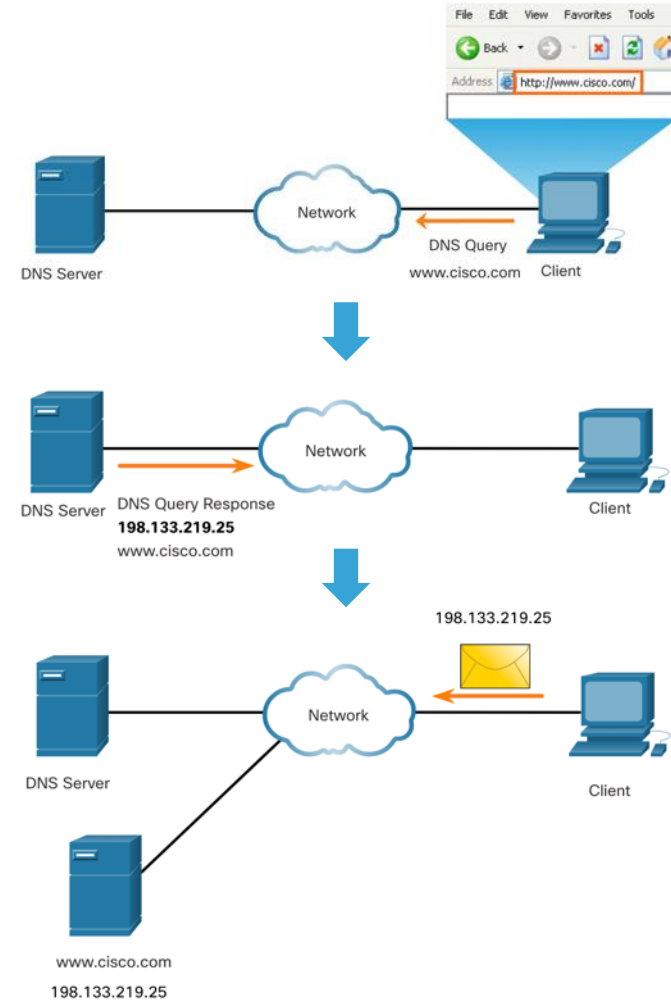 File Edit View Favorites Tools
Back
Address http://www.cisco.com/
Network
DNS Query
DNS Server
www.cisco.com Client
Network
DNS Server
DNS Query Response
Client
198.133.219.25
www.cisco.com
198.133.219.25
Network
DNS Server
Client
www.cisco.com
198.133.219.25